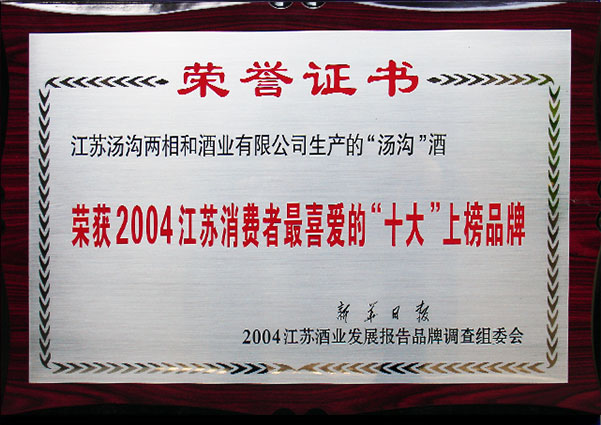 荣誉证书
江苏汤沟两相和酒业有限公司生产的“汤沟”酒
荣获2004江苏消费者最喜爱的“十大”上榜品牌
新华日报
2004江苏酒业发展报告品牌调查组委会